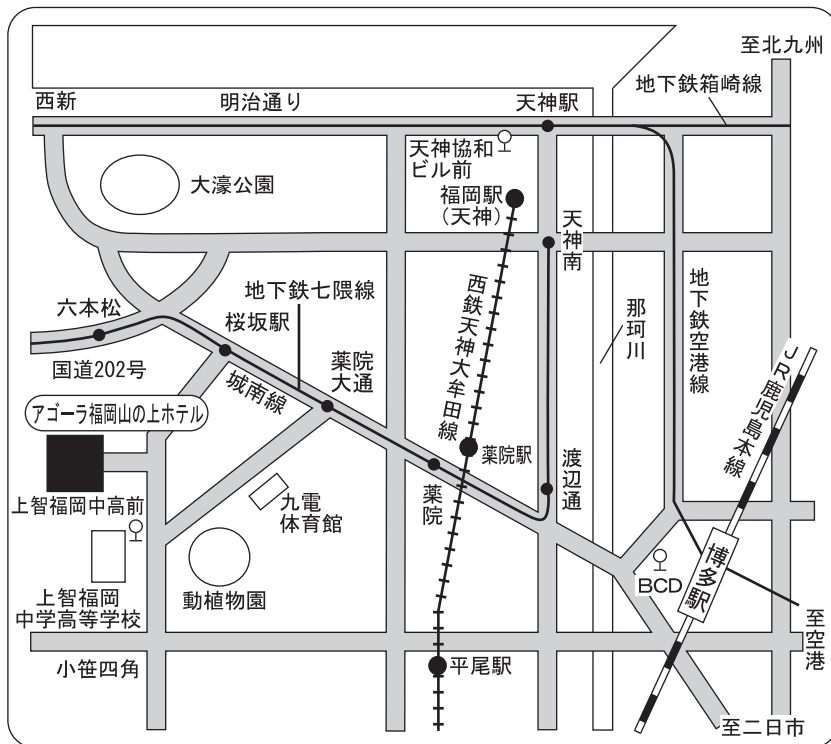 至北九州
地下鉄箱崎線
西新
明治通り
天神駅
天神協和
ビル前
大濠公園
福岡駅
(天神)
天神南
西鉄天神大牟田線
那珂川
地下鉄空港線
JR鹿児島本線
六本松
地下鉄七隈線
桜坂駅
国道202号
城南線
薬院
大通
アゴーラ福岡山の上ホテル
薬院駅
渡辺通
上智福岡中高前
九電
体育館
薬院
博多駅
BCD
上智福岡
中学高等学校
動植物園
至空港
小笹四角
平尾駅
至二日市